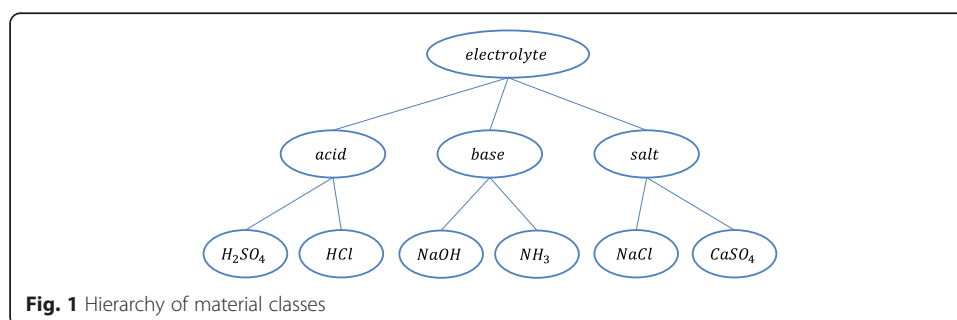 electrolyte
acid base salt
H₂SO₄ HCl NaOH NH₃ NaCl CaSO₄
Fig. 1 Hierarchy of material classes